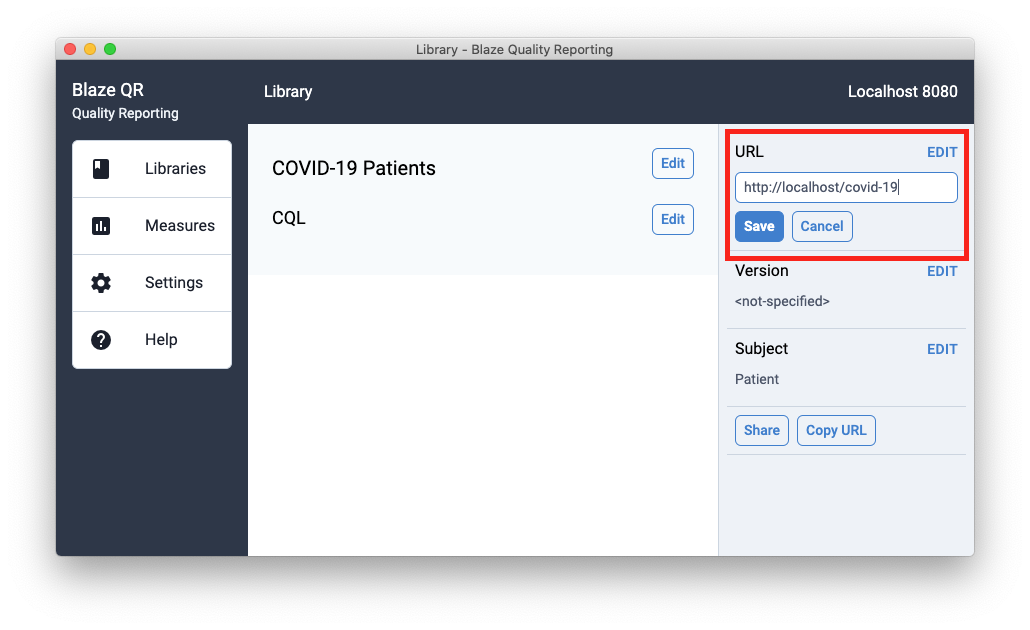 Library - Blaze Quality Reporting
Blaze QR
Quality Reporting
Library
Localhost 8080
Libraries
Measures
Settings
Help
COVID-19 Patients
Edit
CQL
Edit
URL
EDIT
http://localhost/covid-19
Save
Cancel
Version
EDIT
<not-specified>
Subject
EDIT
Patient
Share
Copy URL